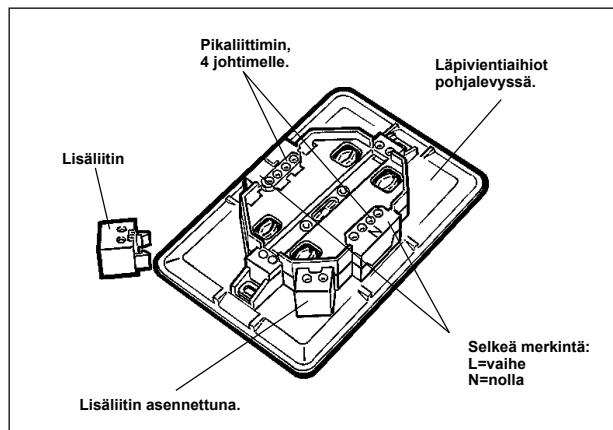 Pikaliittimin,
4 johtimelle.
Läpivientiaihiot
pohjalevyssä.
Lisäliitin
L
N
Selkeä merkintä:
L=vaihe
N=nolla
Lisäliitin asennettuna.